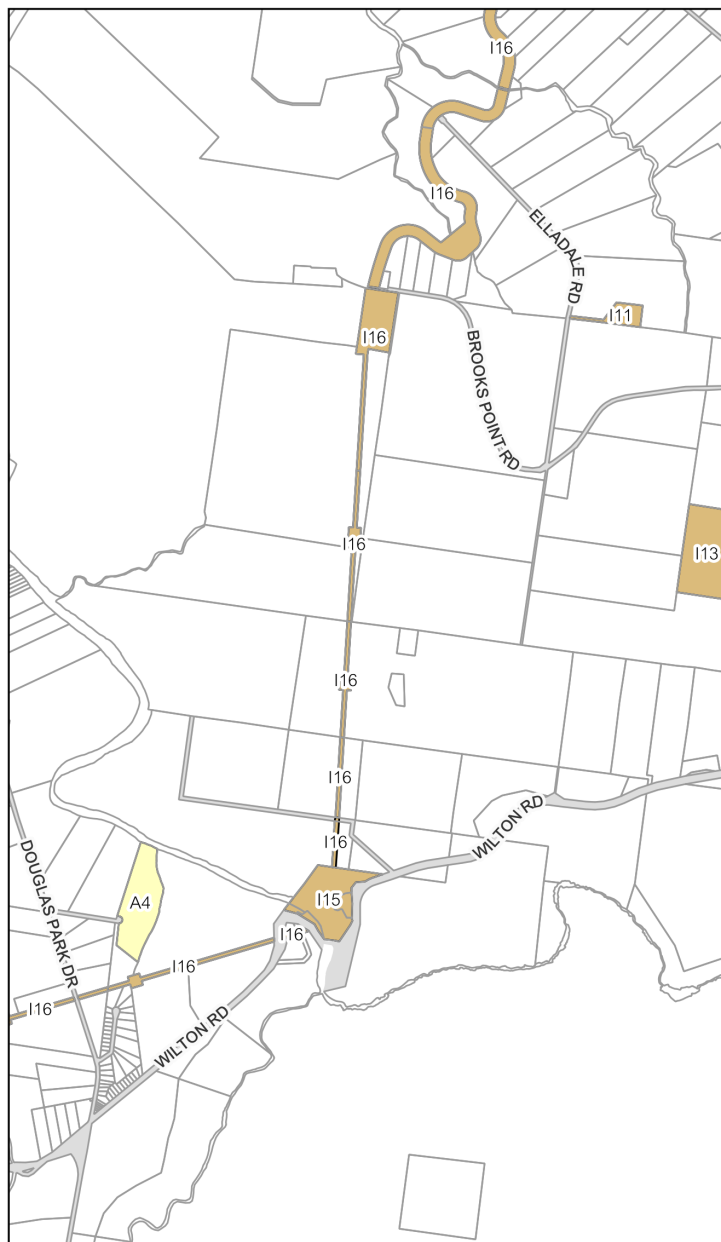 I16
I16
ELLADALE RD
I11
I16
BROOKS POINT RD
I16
I13
I16
I16
WILTON RD
I16
DOUGLAS PARK DR
A4
I15
I16
I16
I16
WILTON RD